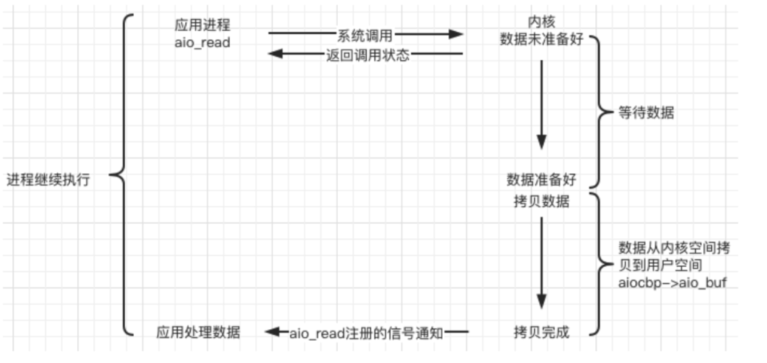 应用进程
aio_read
系统调用
返回调用状态
内核
数据未准备好
等待数据
进程继续执行
数据准备好
拷贝数据
数据从内核空间拷
贝到用户空间
aiocbp->aio_buf
应用处理数据
aio_read注册的信号通知
拷贝完成